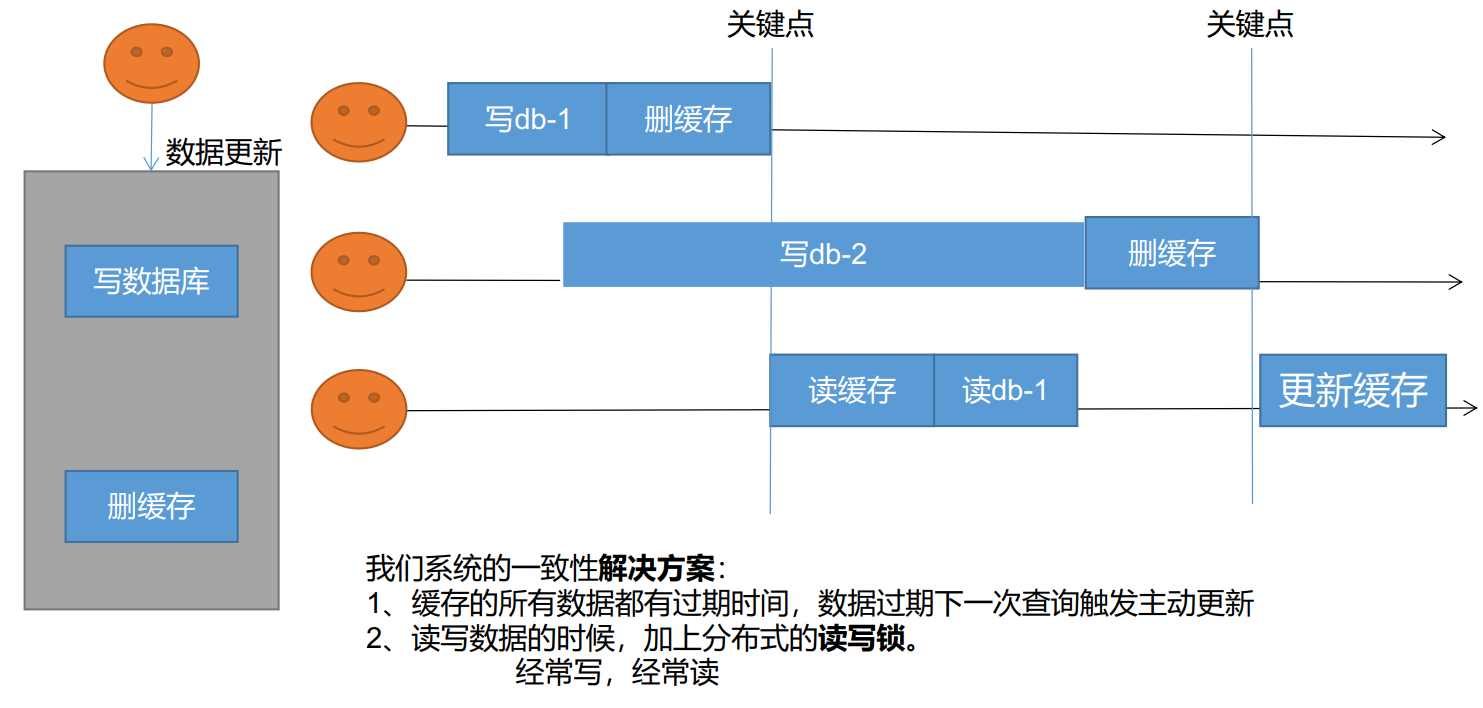 关键点
关键点
数据更新
写数据库
删缓存
写db-1
删缓存
写db-2
删缓存
读缓存
读db-1
更新缓存
我们系统的一致性解决方案：
1、缓存的所有数据都有过期时间，数据过期下一次查询触发主动更新
2、读写数据的时候，加上分布式的读写锁。
经常写，经常读